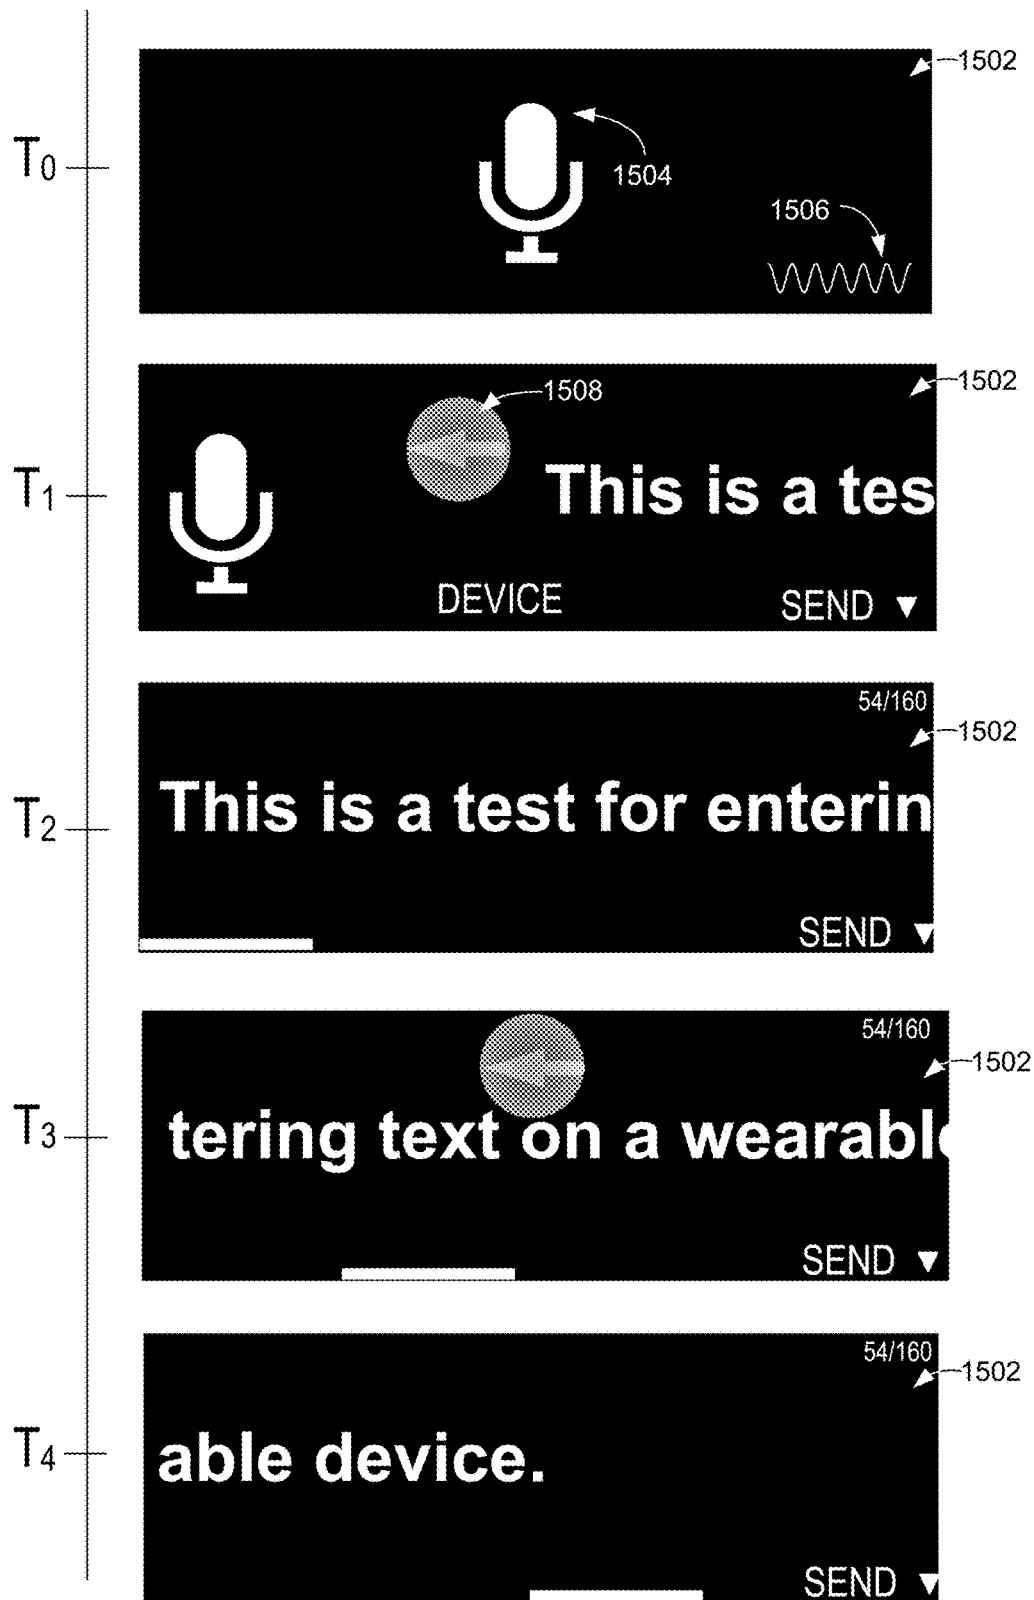 1502
T0
1504
1506
1502
1508
T1
This is a tes
DEVICE
SEND ▼
54/160
1502
This is a test for enterin
T2
SEND ▼
54/160
1502
T3
tering text on a wearable
SEND ▼
54/160
1502
T4
able device.
SEND ▼